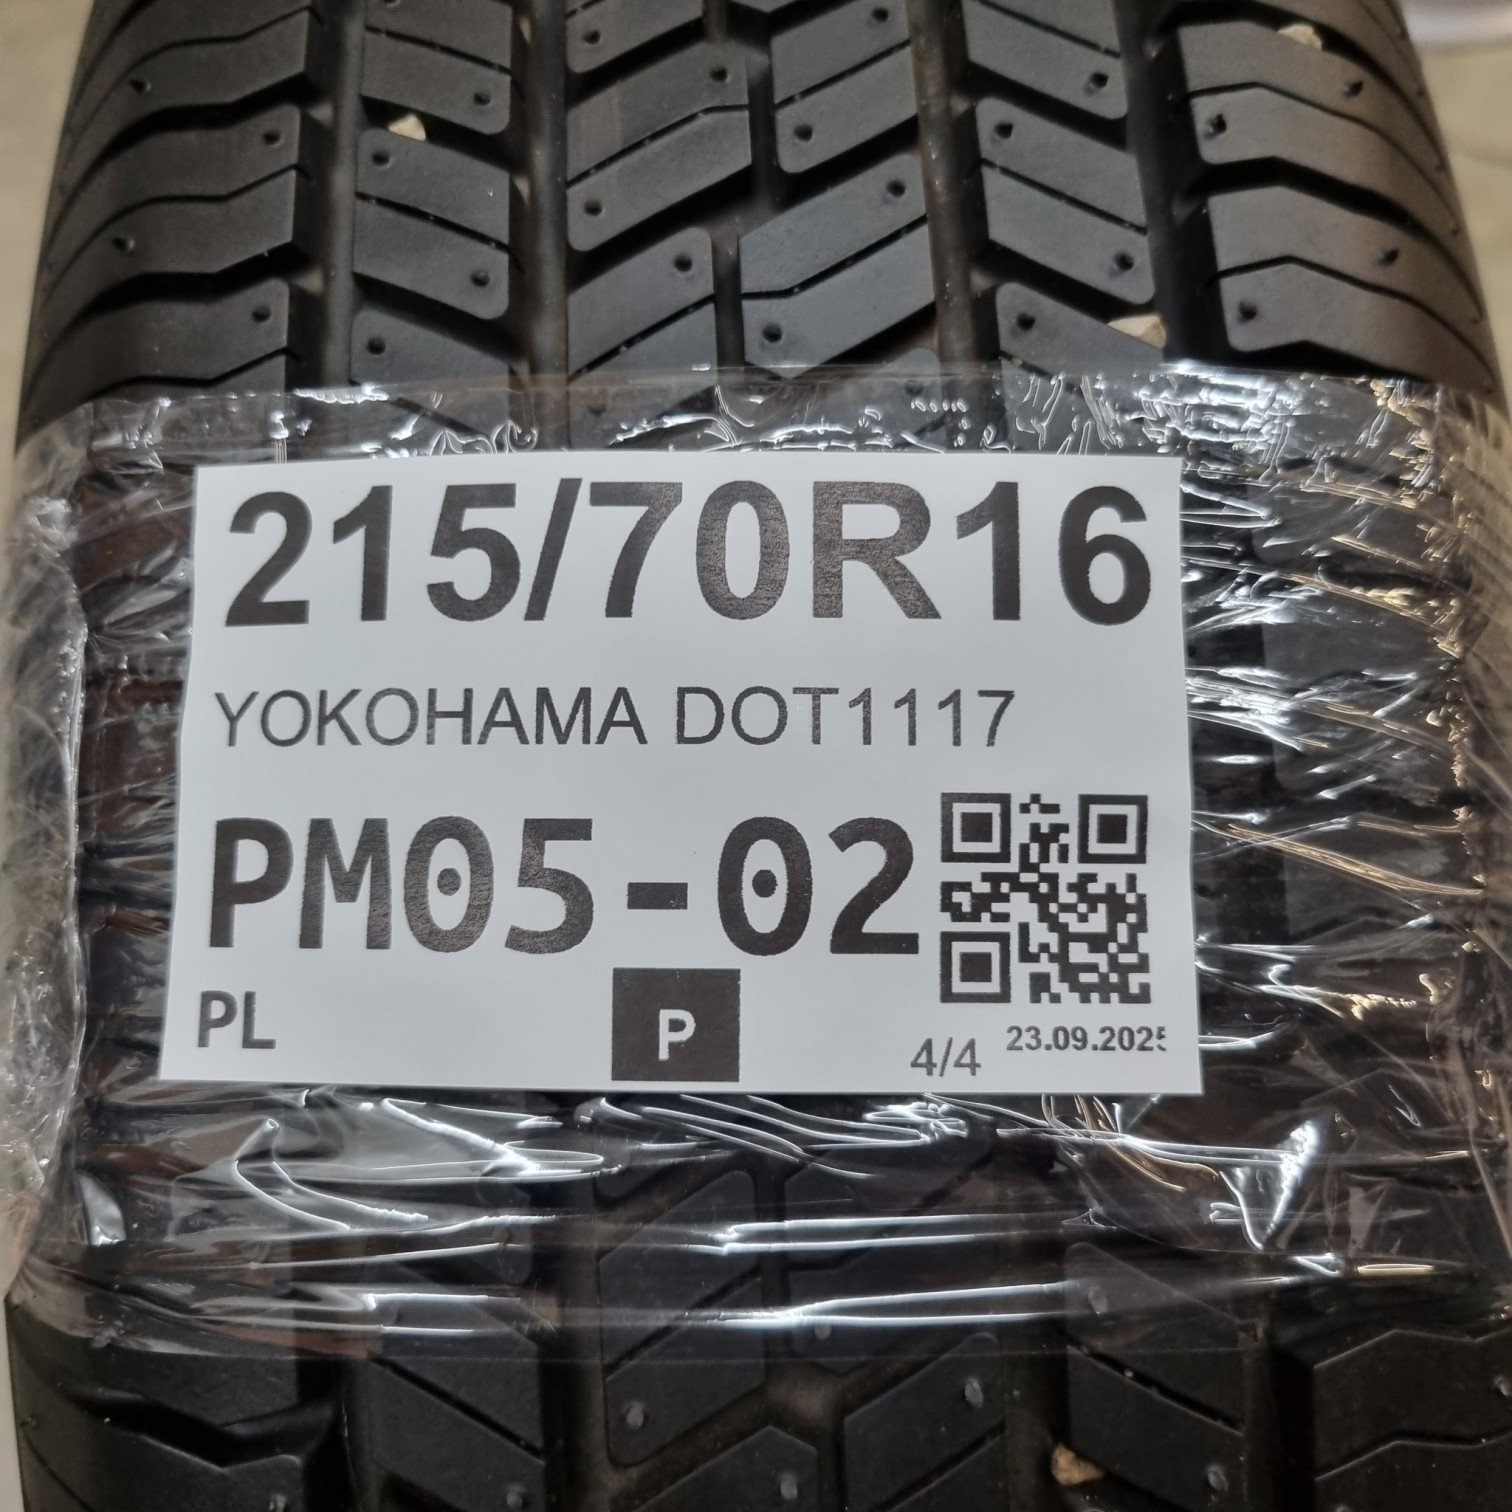 215/70R16
YOKOHAMA DOT1117
PM05-02
PL
P
4/4
23.09.2025